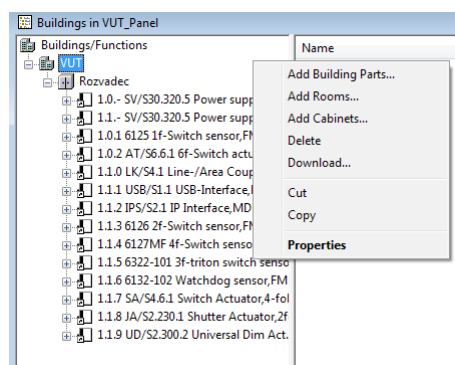 Buildings in VUT_Panel
Buildings/Functions
Name
VUT
Rozvadec
1.0.- SV/S30.320.5 Power supp
1.1.- SV/S30.320.5 Power supp
1.0.1 6125 1f-Switch sensor,FM
1.0.2 AT/S6.6.1 6f-Switch actu
1.1.0 LK/S4.1 Line-/Area Coup
1.1.1 USB/S1.1 USB-Interface,
1.1.2 IPS/S2.1 IP Interface,MD
1.1.3 6126 2f-Switch sensor,FM
1.1.4 6127MF 4f-Switch senso
1.1.5 6322-101 3f-triton switch senso
1.1.6 6132-102 Watchdog sensor,FM
1.1.7 SA/S4.6.1 Switch Actuator,4-fol
1.1.8 JA/S2.230.1 Shutter Actuator,2f
1.1.9 UD/S2.300.2 Universal Dim Act.
Add Building Parts...
Add Rooms...
Add Cabinets...
Delete
Download...
Cut
Copy
Properties